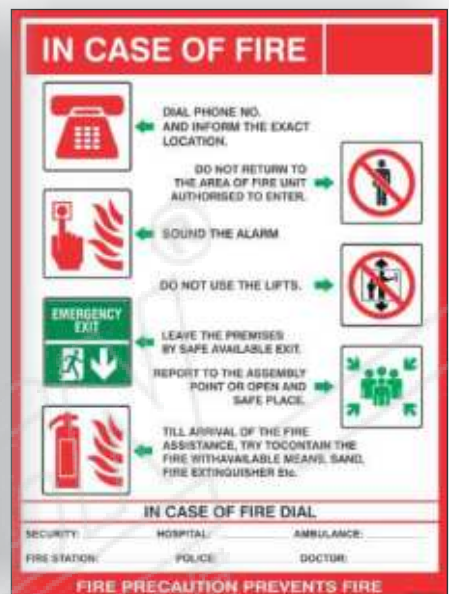 IN CASE OF FIRE
DIAL PHONE NO.
AND INFORM THE EXACT
LOCATION.
DO NOT RETURN TO
THE AREA OF FIRE UNIT
AUTHORISED TO ENTER.
SOUND THE ALARM
DO NOT USE THE LIFTS.
EMERGENCY
EXIT
LEAVE THE PREMISES
BY SAFE AVAILABLE EXIT.
REPORT TO THE ASSEMBLY
POINT OR OPEN AND
SAFE PLACE.
TILL ARRIVAL OF THE FIRE
ASSISTANCE, TRY TOCONTAIN THE
FIRE WITHAVAILABLE MEANS, SAND,
FIRE EXTINGUISHER Etc.
IN CASE OF FIRE DIAL
SECURITY: HOSPITAL: AMBULANCE:
FIRE STATION: POLICE: DOCTOR:
FIRE PRECAUTION PREVENTS FIRE